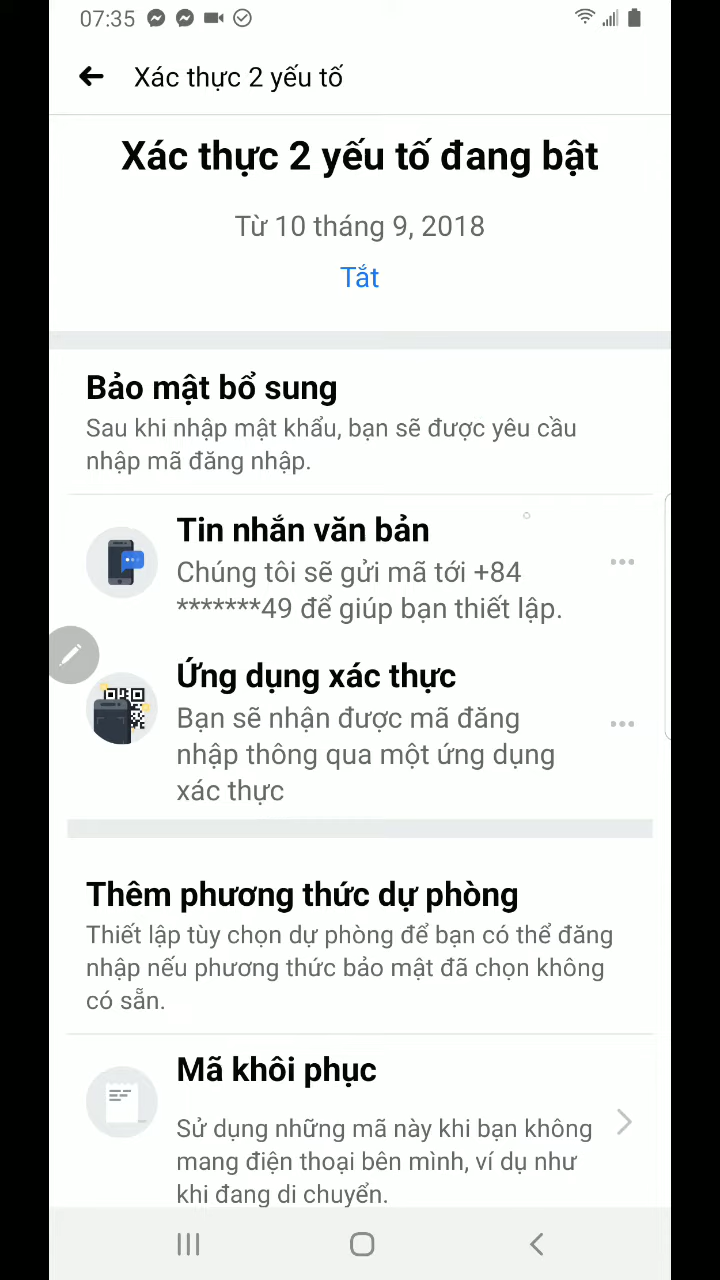 07:35
Xác thực 2 yếu tố
Xác thực 2 yếu tố đang bật
Từ 10 tháng 9, 2018
Tắt
Bảo mật bổ sung
Sau khi nhập mật khẩu, bạn sẽ được yêu cầu
nhập mã đăng nhập.
Tin nhắn văn bản
Chúng tôi sẽ gửi mã tới +84
*******49 để giúp bạn thiết lập.
Ứng dụng xác thực
Bạn sẽ nhận được mã đăng
nhập thông qua một ứng dụng
xác thực
Thêm phương thức dự phòng
Thiết lập tùy chọn dự phòng để bạn có thể đăng
nhập nếu phương thức bảo mật đã chọn không
có sẵn.
Mã khôi phục
Sử dụng những mã này khi bạn không
mang điện thoại bên mình, ví dụ như
khi đang di chuyển.